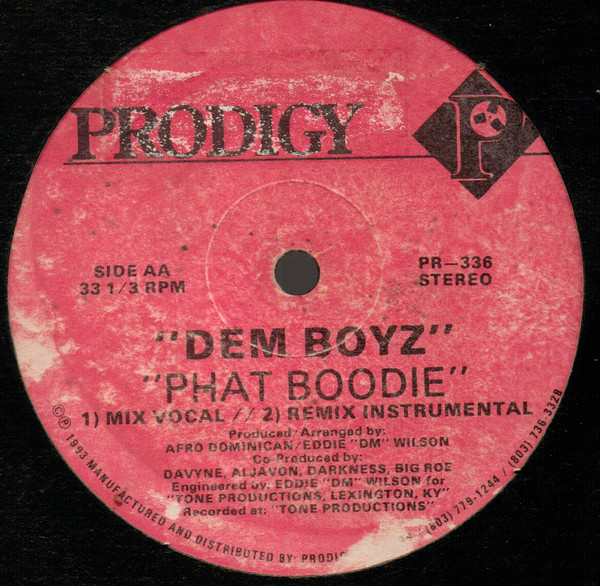 PRODIGY
P
SIDE AA
33 1/3 RPM
PR-336
STEREO
"DEM BOYZ"
"PHAT BOODIE"
1) MIX VOCAL // 2) REMIX INSTRUMENTAL
Produced/Arranged by:
AFRO DOMINICAN/EDDIE "DM" WILSON
Co-Produced by:
DAVYNE, ALJAVON, DARKNESS, BIG ROE
Engineered by: EDDIE "DM" WILSON for
"TONE PRODUCTIONS, LEXINGTON, KY"
Recorded at: "TONE PRODUCTIONS"
©℗ 1993 MANUFACTURED AND DISTRIBUTED BY: PRODIG
(803) 779-1244 / (803) 736-3328